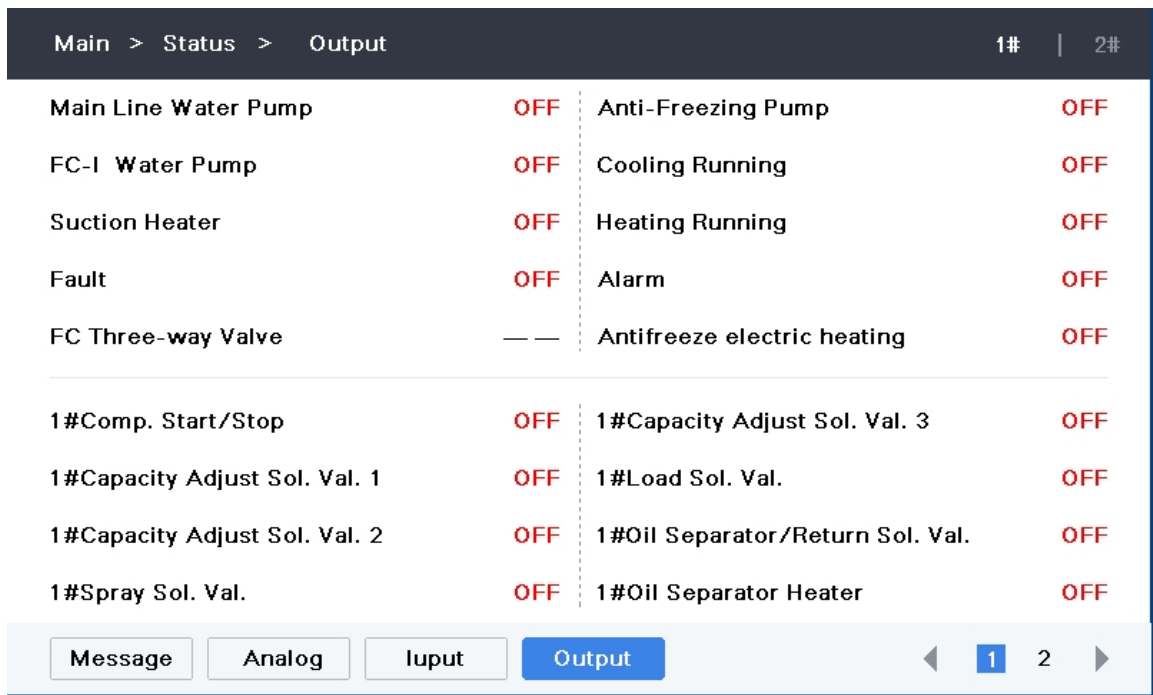 Main > Status > Output 1# | 2#
Main Line Water Pump OFF Anti-Freezing Pump OFF
FC-I Water Pump OFF Cooling Running OFF
Suction Heater OFF Heating Running OFF
Fault OFF Alarm OFF
FC Three-way Valve — — Antifreeze electric heating OFF
1#Comp. Start/Stop OFF 1#Capacity Adjust Sol. Val. 3 OFF
1#Capacity Adjust Sol. Val. 1 OFF 1#Load Sol. Val. OFF
1#Capacity Adjust Sol. Val. 2 OFF 1#Oil Separator/Return Sol. Val. OFF
1#Spray Sol. Val. OFF 1#Oil Separator Heater OFF
Message Analog Iuput Output 1 2